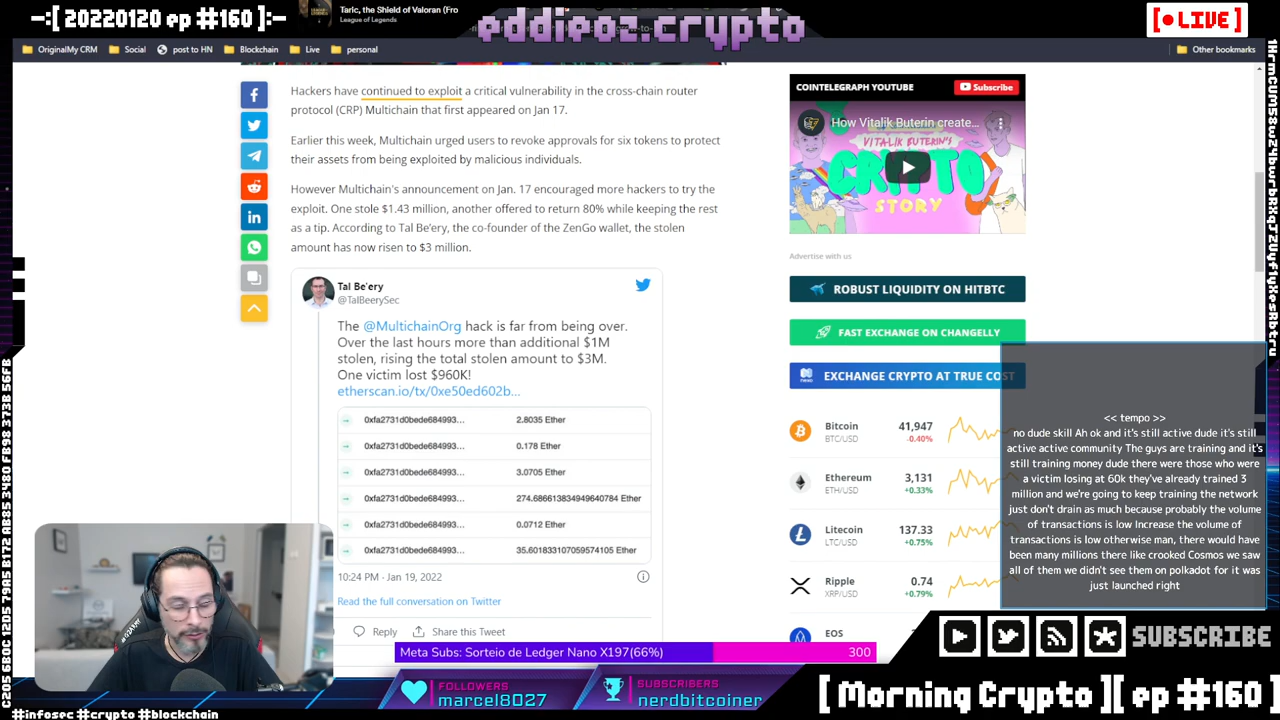 -:[ 20220120 ep #160]:-
Taric, the Shield of Valoran (Fro
League of Legends
eddieoz.crypto
[ • LIVE ]
OriginalMy CRM
Social
post to HN
Blockchain
Live
personal
Other bookmarks
Hackers have continued to exploit a critical vulnerability in the cross-chain router
protocol (CRP) Multichain that first appeared on Jan 17.
Earlier this week, Multichain urged users to revoke approvals for six tokens to protect
their assets from being exploited by malicious individuals.
However Multichain's announcement on Jan. 17 encouraged more hackers to try the
exploit. One stole $1.43 million, another offered to return 80% while keeping the rest
as a tip. According to Tal Be'ery, the co-founder of the ZenGo wallet, the stolen
amount has now risen to $3 million.
Tal Be'ery
@TalBeerySec
The @MultichainOrg hack is far from being over.
Over the last hours more than additional $1M
stolen, rising the total stolen amount to $3M.
One victim lost $960K!
etherscan.io/tx/0xe50ed602b...
0xfa2731d0bede684993... 2.8035 Ether
0xfa2731d0bede684993... 0.178 Ether
0xfa2731d0bede684993... 3.0705 Ether
0xfa2731d0bede684993... 274.686613834949640784 Ether
0xfa2731d0bede684993... 0.0712 Ether
0xfa2731d0bede684993... 35.601833107059574105 Ether
10:24 PM · Jan 19, 2022
Read the full conversation on Twitter
Reply
Share this Tweet
COINTELEGRAPH YOUTUBE
Subscribe
How Vitalik Buterin create...
VITALIK BUTERIN'S
CRYPTO
STORY
Advertise with us
ROBUST LIQUIDITY ON HITBTC
FAST EXCHANGE ON CHANGELLY
EXCHANGE CRYPTO AT TRUE COST
Bitcoin 41,947
BTC/USD -0.40%
Ethereum 3,131
ETH/USD +0.33%
Litecoin 137.33
LTC/USD +0.75%
Ripple 0.74
XRP/USD +0.79%
EOS
<< tempo >>
no dude skill Ah ok and it's still active dude it's still
active active community The guys are training and it's
still training money dude there were those who were
a victim losing at 60k they've already trained 3
million and we're going to keep training the network
just don't drain as much because probably the volume
of transactions is low Increase the volume of
transactions is low otherwise man, there would have
been many millions there like crooked Cosmos we saw
all of them we didn't see them on polkadot for it was
just launched right
SUBSCRIBE
Meta Subs: Sorteio de Ledger Nano X197(66%) 300
FOLLOWERS
marcel8027
SUBSCRIBERS
nerdbitcoiner
[ Morning Crypto ][ ep #160 ]
#infosec #crypto #blockchain